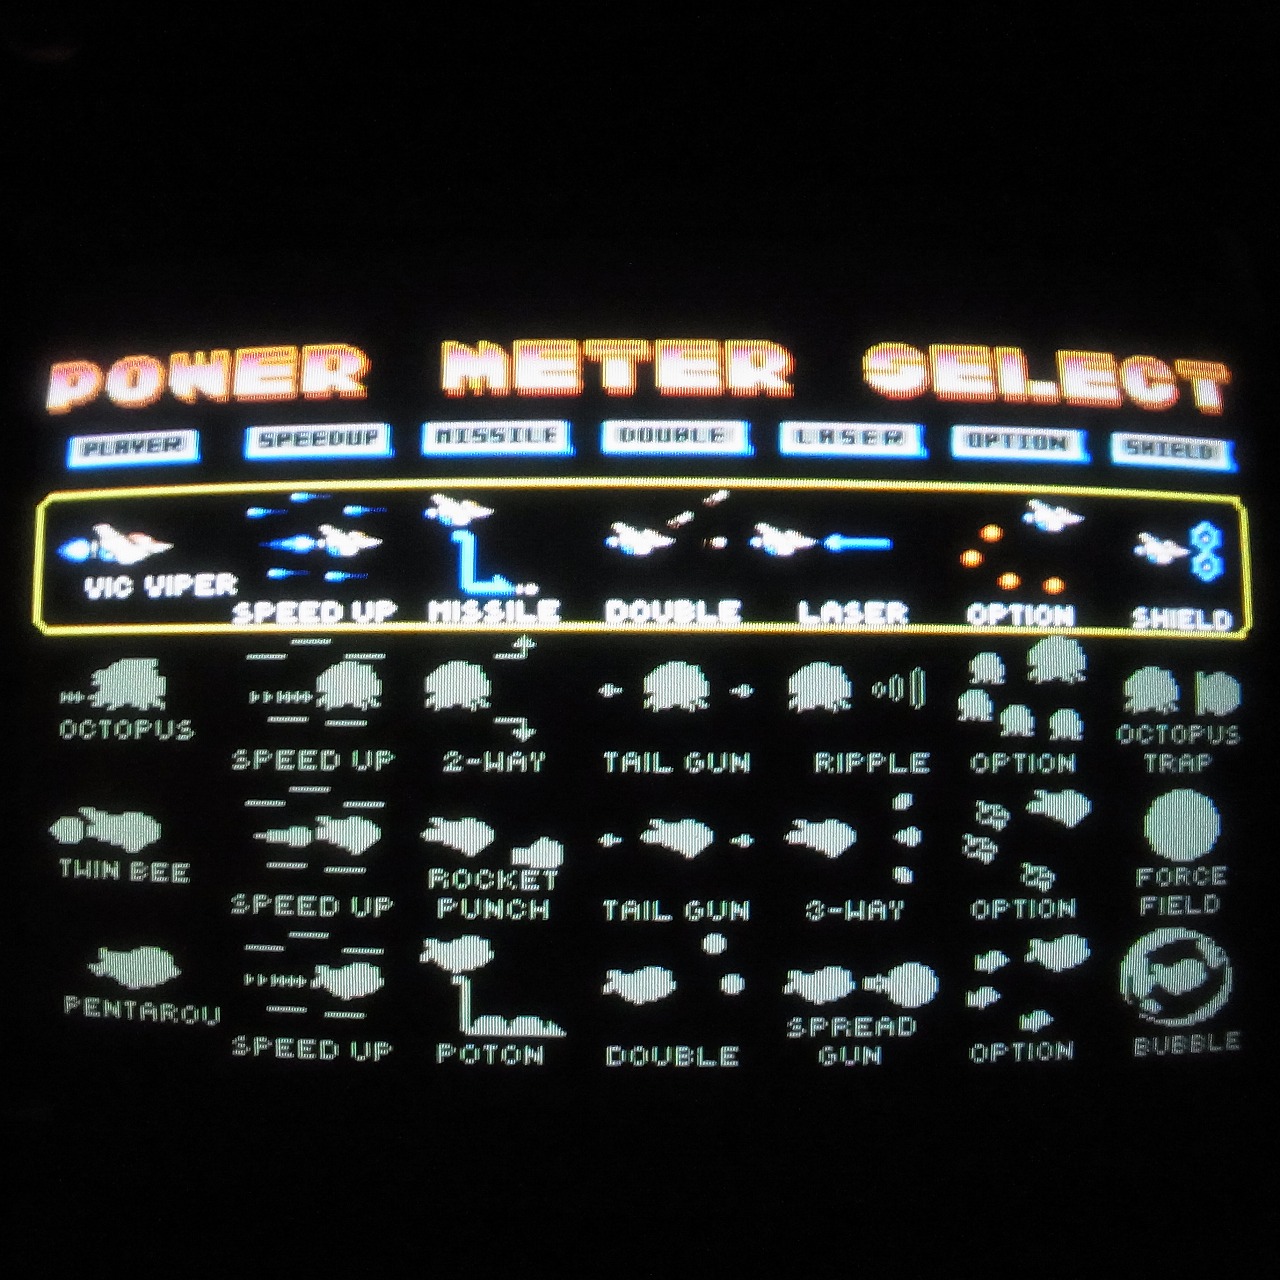 POWER METER SELECT
PLAYER SPEEDUP MISSILE DOUBLE LASER OPTION SHIELD
VIC VIPER
SPEED UP MISSILE DOUBLE LASER OPTION SHIELD
OCTOPUS
SPEED UP 2-WAY TAIL GUN RIPPLE OPTION OCTOPUS TRAP
TWIN BEE
SPEED UP ROCKET PUNCH TAIL GUN 3-WAY OPTION FORCE FIELD
PENTAROU
SPEED UP POTON DOUBLE SPREAD GUN OPTION BUBBLE